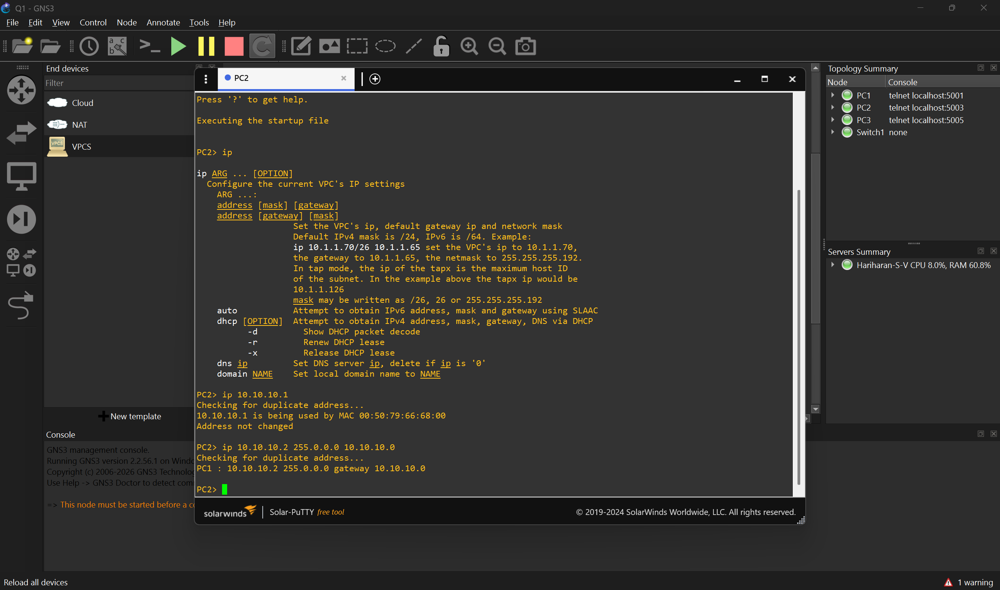 Q1 - GNS3
File Edit View Control Node Annotate Tools Help
End devices
Filter
Cloud
NAT
VPCS
VPCS
New template
PC2
Press '?' to get help.
Executing the startup file
PC2> ip
ip ARG ... [OPTION]
Configure the current VPC's IP settings
ARG ...:
address [mask] [gateway]
address [gateway] [mask]
Set the VPC's ip, default gateway ip and network mask
Default IPv4 mask is /24, IPv6 is /64. Example:
ip 10.1.1.70/26 10.1.1.65 set the VPC's ip to 10.1.1.70,
the gateway to 10.1.1.65, the netmask to 255.255.255.192.
In tap mode, the ip of the tapx is the maximum host ID
of the subnet. In the example above the tapx ip would be
10.1.1.126
mask may be written as /26, 26 or 255.255.255.192
auto Attempt to obtain IPv6 address, mask and gateway using SLAAC
dhcp [OPTION] Attempt to obtain IPv4 address, mask, gateway, DNS via DHCP
-d Show DHCP packet decode
-r Renew DHCP lease
-x Release DHCP lease
dns ip Set DNS server ip, delete if ip is '0'
domain NAME Set local domain name to NAME
PC2> ip 10.10.10.1
Checking for duplicate address...
10.10.10.1 is being used by MAC 00:50:79:66:68:00
Address not changed
PC2> ip 10.10.10.2 255.0.0.0 10.10.10.0
Checking for duplicate address...
PC1 : 10.10.10.2 255.0.0.0 gateway 10.10.10.0
PC2>
solarwinds Solar-PuTTY free tool © 2019-2024 SolarWinds Worldwide, LLC. All rights reserved.
Topology Summary
Node Console
PC1 telnet localhost:5001
PC2 telnet localhost:5003
PC3 telnet localhost:5005
Switch1 none
Servers Summary
Hariharan-S-V CPU 8.0%, RAM 60.8%
Console
GNS3 management console.
Running GNS3 version 2.2.56.1 on Windo
Copyright (c) 2006-2026 GNS3 Technolog
Use Help -> GNS3 Doctor to detect com
=> This node must be started before a co
Reload all devices
1 warning